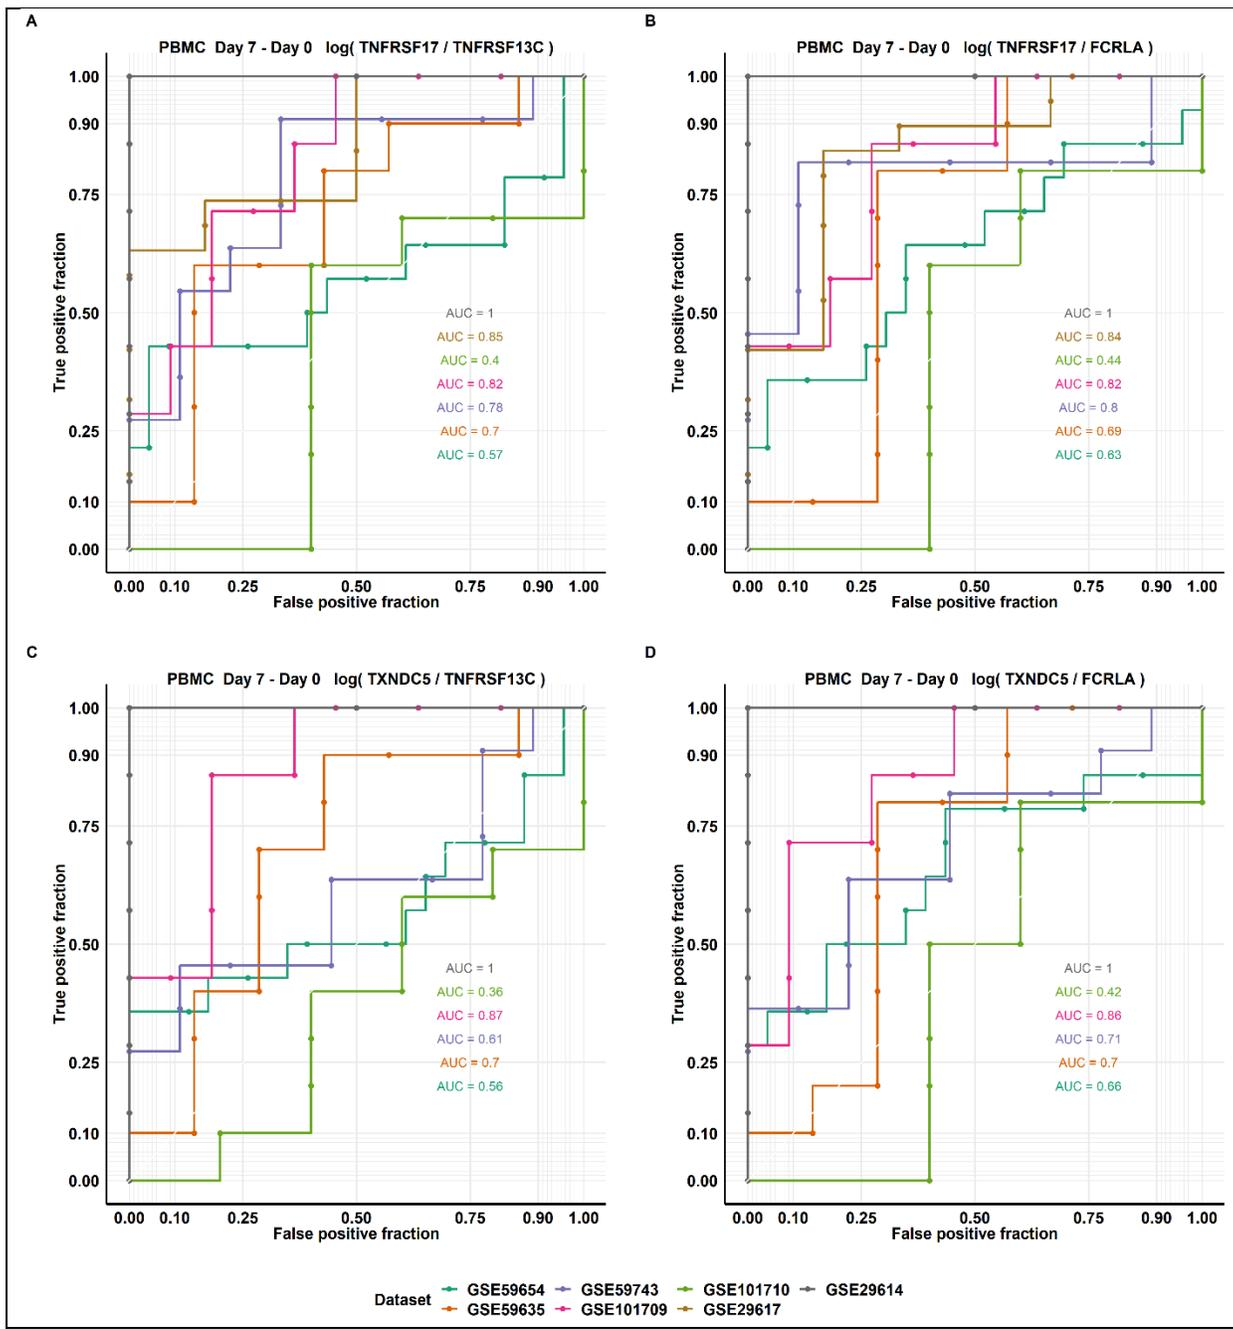 A
PBMC Day 7 - Day 0 log( TNFRSF17 / TNFRSF13C )
1.00
0.90
0.75
0.50
0.25
0.10
0.00
True positive fraction
AUC = 1
AUC = 0.85
AUC = 0.4
AUC = 0.82
AUC = 0.78
AUC = 0.7
AUC = 0.57
0.00 0.10 0.25 0.50 0.75 0.90 1.00
False positive fraction
B
PBMC Day 7 - Day 0 log( TNFRSF17 / FCRLA )
1.00
0.90
0.75
0.50
0.25
0.10
0.00
True positive fraction
AUC = 1
AUC = 0.84
AUC = 0.44
AUC = 0.82
AUC = 0.8
AUC = 0.69
AUC = 0.63
0.00 0.10 0.25 0.50 0.75 0.90 1.00
False positive fraction
C
PBMC Day 7 - Day 0 log( TXNDC5 / TNFRSF13C )
1.00
0.90
0.75
0.50
0.25
0.10
0.00
True positive fraction
AUC = 1
AUC = 0.36
AUC = 0.87
AUC = 0.61
AUC = 0.7
AUC = 0.56
0.00 0.10 0.25 0.50 0.75 0.90 1.00
False positive fraction
D
PBMC Day 7 - Day 0 log( TXNDC5 / FCRLA )
1.00
0.90
0.75
0.50
0.25
0.10
0.00
True positive fraction
AUC = 1
AUC = 0.42
AUC = 0.86
AUC = 0.71
AUC = 0.7
AUC = 0.66
0.00 0.10 0.25 0.50 0.75 0.90 1.00
False positive fraction
Dataset
GSE59654 GSE59743 GSE101710 GSE29614
GSE59635 GSE101709 GSE29617